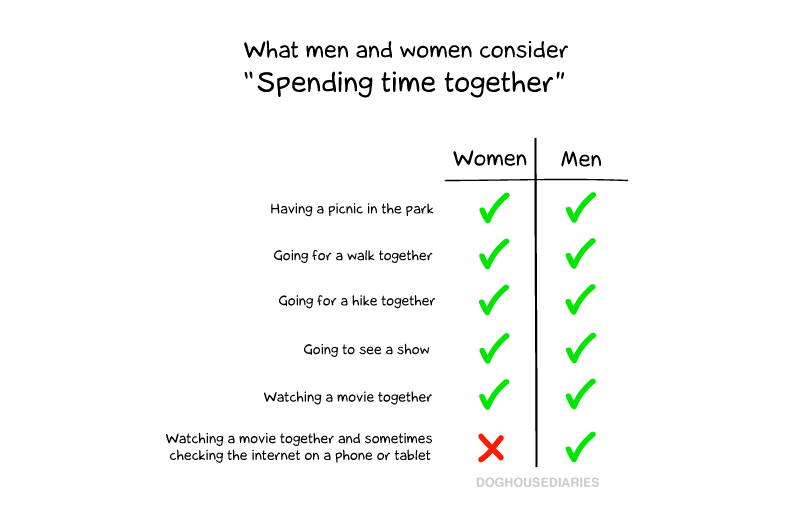 What men and women consider
"Spending time together"
Women Men
Having a picnic in the park
Going for a walk together
Going for a hike together
Going to see a show
Watching a movie together
Watching a movie together and sometimes
checking the internet on a phone or tablet
DOGHOUSEDIARIES